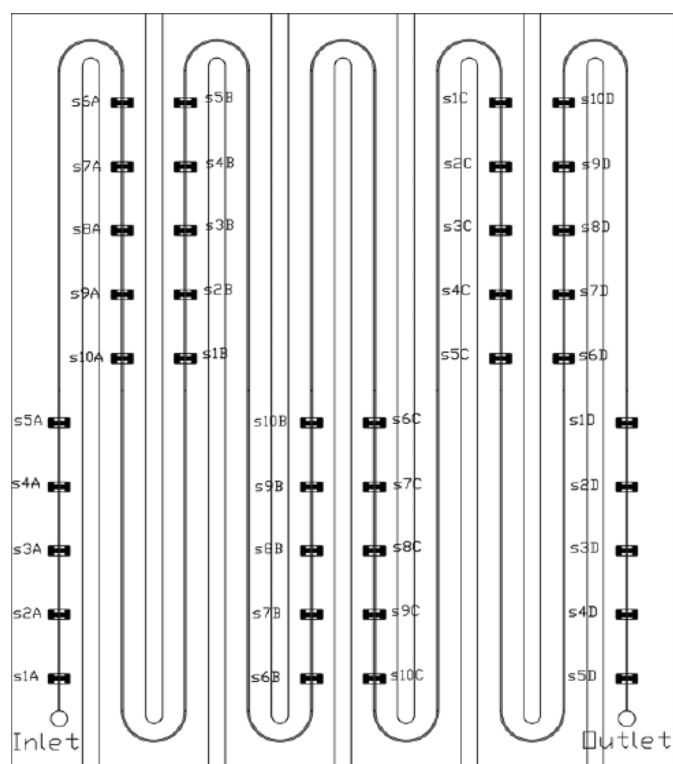 s6A s5B s1C s10D
s7A s4B s2C s9D
s8A s3B s3C s8D
s9A s2B s4C s7D
s10A s1B s5C s6D
s5A s10B s6C s1D
s4A s9B s7C s2D
s3A s8B s8C s3D
s2A s7B s9C s4D
s1A s6B s10C s5D
Inlet Outlet